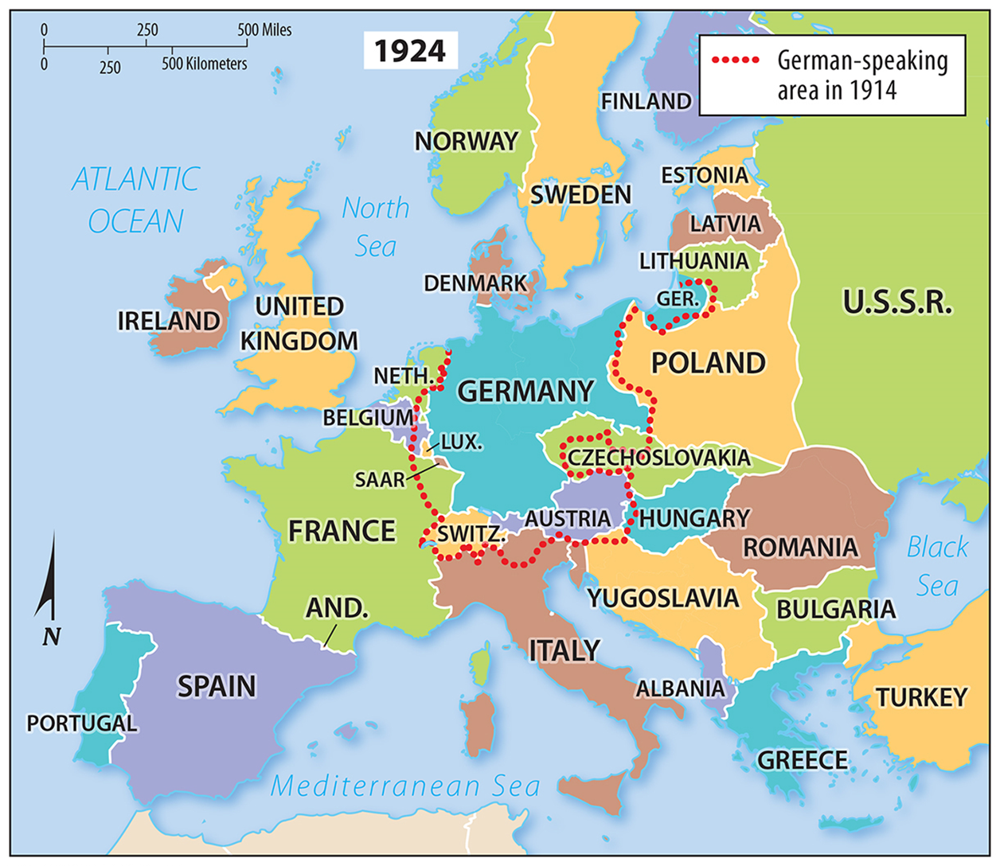 0 250 500 Miles
0 250 500 Kilometers
1924
German-speaking
area in 1914
FINLAND
NORWAY
ATLANTIC
OCEAN
ESTONIA
SWEDEN
North
Sea
LATVIA
LITHUANIA
DENMARK
GER.
U.S.S.R.
UNITED
KINGDOM
IRELAND
POLAND
NETH.
GERMANY
BELGIUM
LUX.
CZECHOSLOVAKIA
SAAR
AUSTRIA
HUNGARY
FRANCE
SWITZ.
ROMANIA
Black
Sea
YUGOSLAVIA
AND.
BULGARIA
N
ITALY
SPAIN
ALBANIA
TURKEY
PORTUGAL
GREECE
Mediterranean Sea